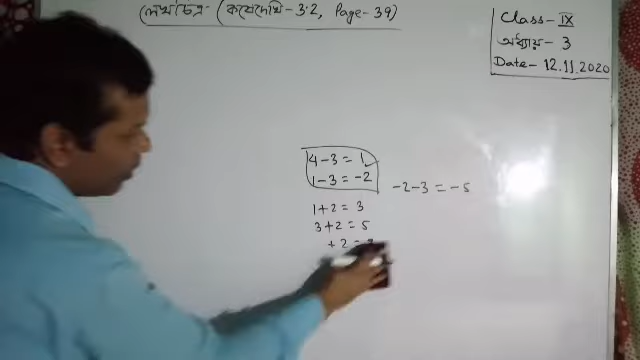 লেখচিত্র (কষেদেখি-3.2, Page-39)
Class-IX
অধ্যায়-3
Date-12.11.2020
4-3=1
1-3=-2
-2-3=-5
1+2=3
3+2=5
+2=